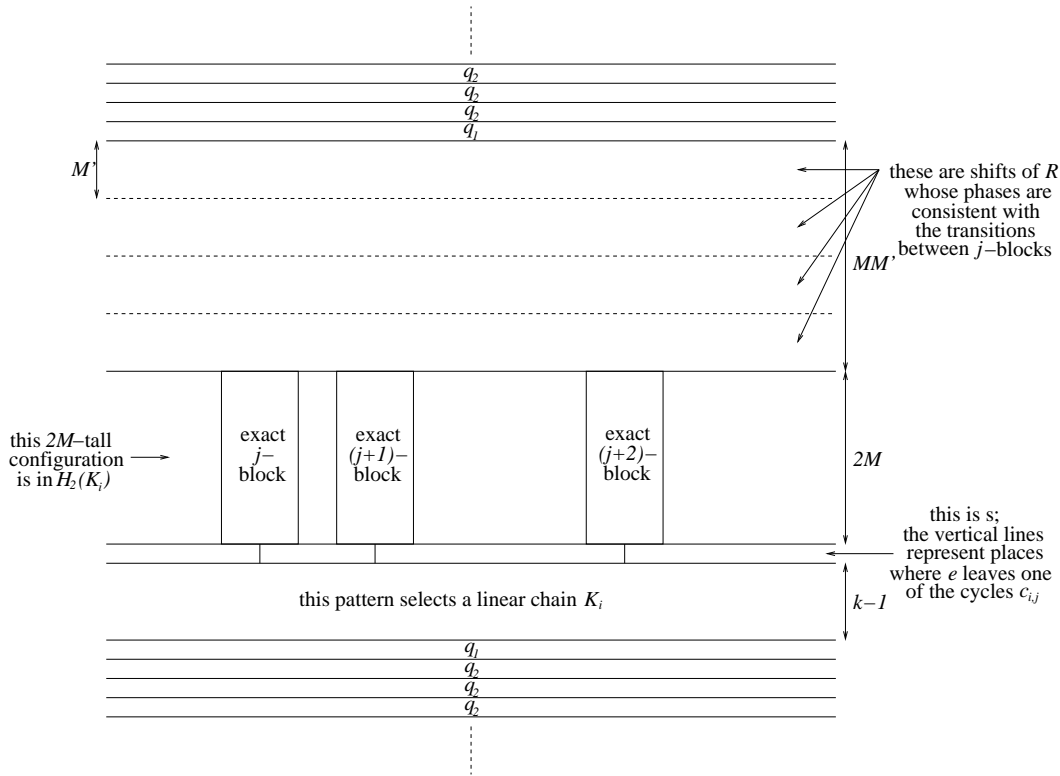 q₂
q₂
q₂
q₁
M'
these are shifts of R
whose phases are
consistent with
the transitions
between j−blocks
MM'
exact
j−
block
exact
(j+1)−
block
exact
(j+2)−
block
this 2M−tall
configuration
is in H₂(Kᵢ)
2M
this is s;
the vertical lines
represent places
where e leaves one
of the cycles c_{i,j}
this pattern selects a linear chain Kᵢ
k−1
q₁
q₂
q₂
q₂